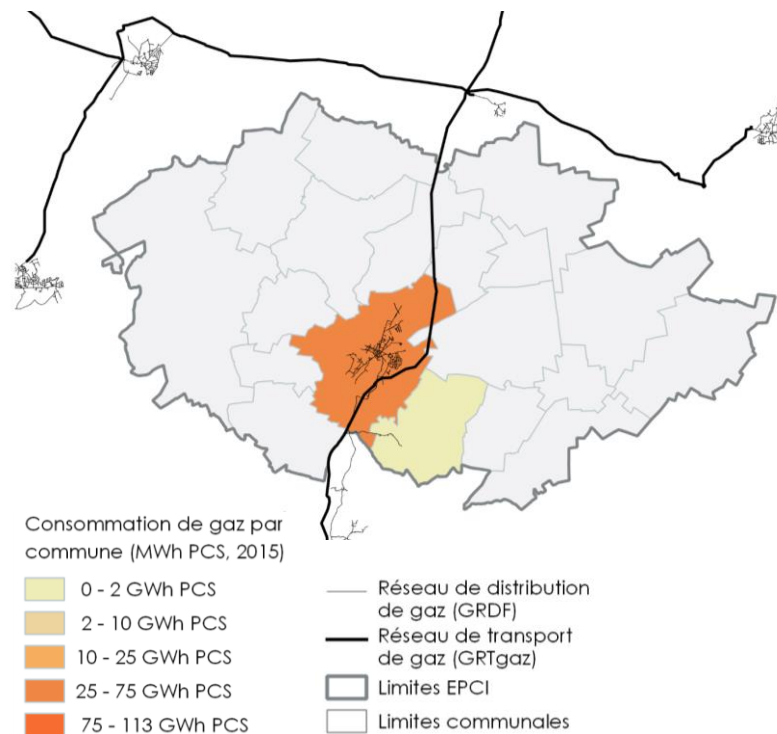 Consommation de gaz par
commune (MWh PCS, 2015)
0 - 2 GWh PCS
2 - 10 GWh PCS
10 - 25 GWh PCS
25 - 75 GWh PCS
75 - 113 GWh PCS
Réseau de distribution
de gaz (GRDF)
Réseau de transport
de gaz (GRTgaz)
Limites EPCI
Limites communales